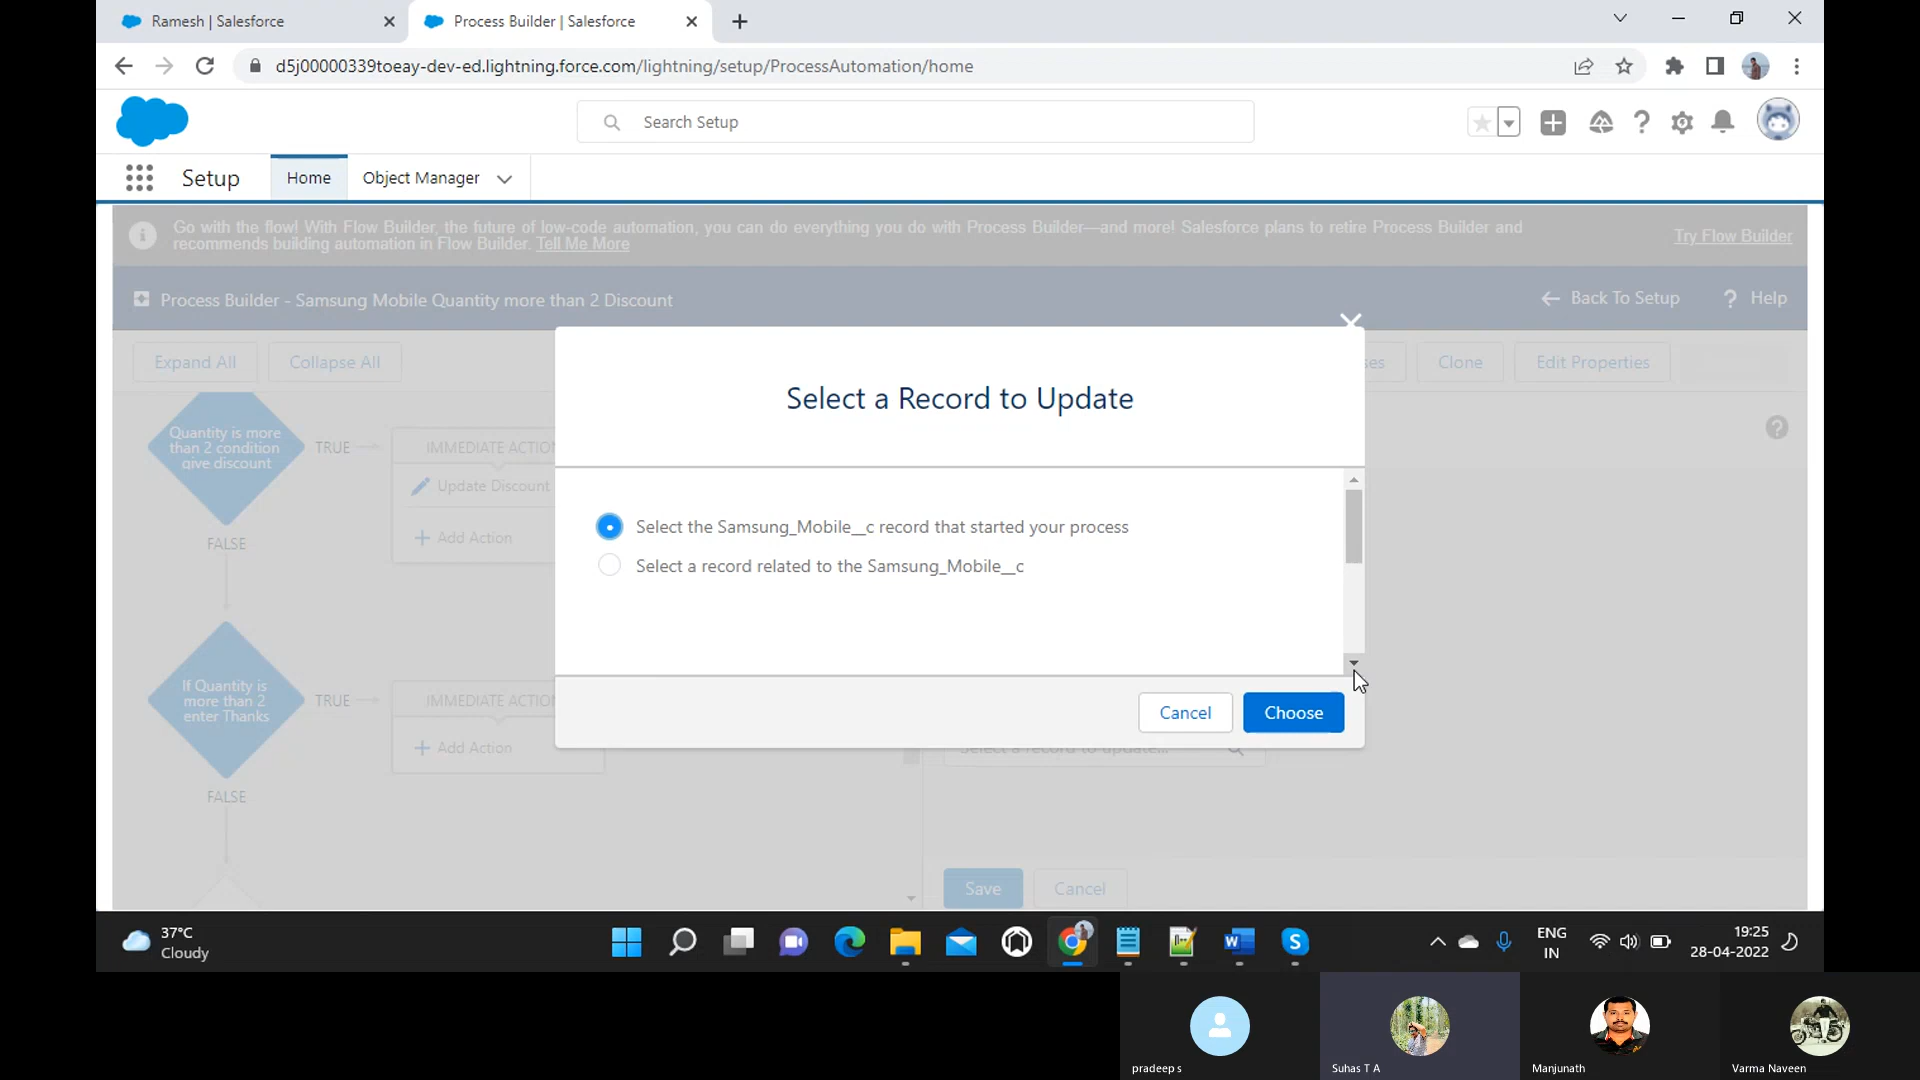 Ramesh | Salesforce
Process Builder | Salesforce
d5j00000339toeay-dev-ed.lightning.force.com/lightning/setup/ProcessAutomation/home
Search Setup
Setup
Home
Object Manager
Go with the flow! With Flow Builder, the future of low-code automation, you can do everything you do with Process Builder—and more! Salesforce plans to retire Process Builder and
recommends building automation in Flow Builder. Tell Me More
Try Flow Builder
Process Builder - Samsung Mobile Quantity more than 2 Discount
Back To Setup
? Help
Expand All
Collapse All
Clone
Edit Properties
Select a Record to Update
Quantity is more
than 2 condition
give discount
TRUE
IMMEDIATE ACTION
Update Discount
+ Add Action
FALSE
Select the Samsung_Mobile__c record that started your process
Select a record related to the Samsung_Mobile__c
If Quantity is
more than 2
enter Thanks
TRUE
IMMEDIATE ACTION
+ Add Action
FALSE
Cancel
Choose
Select a record to update...
Save
Cancel
37°C
Cloudy
ENG
IN
19:25
28-04-2022
pradeep s
Suhas T A
Manjunath
Varma Naveen